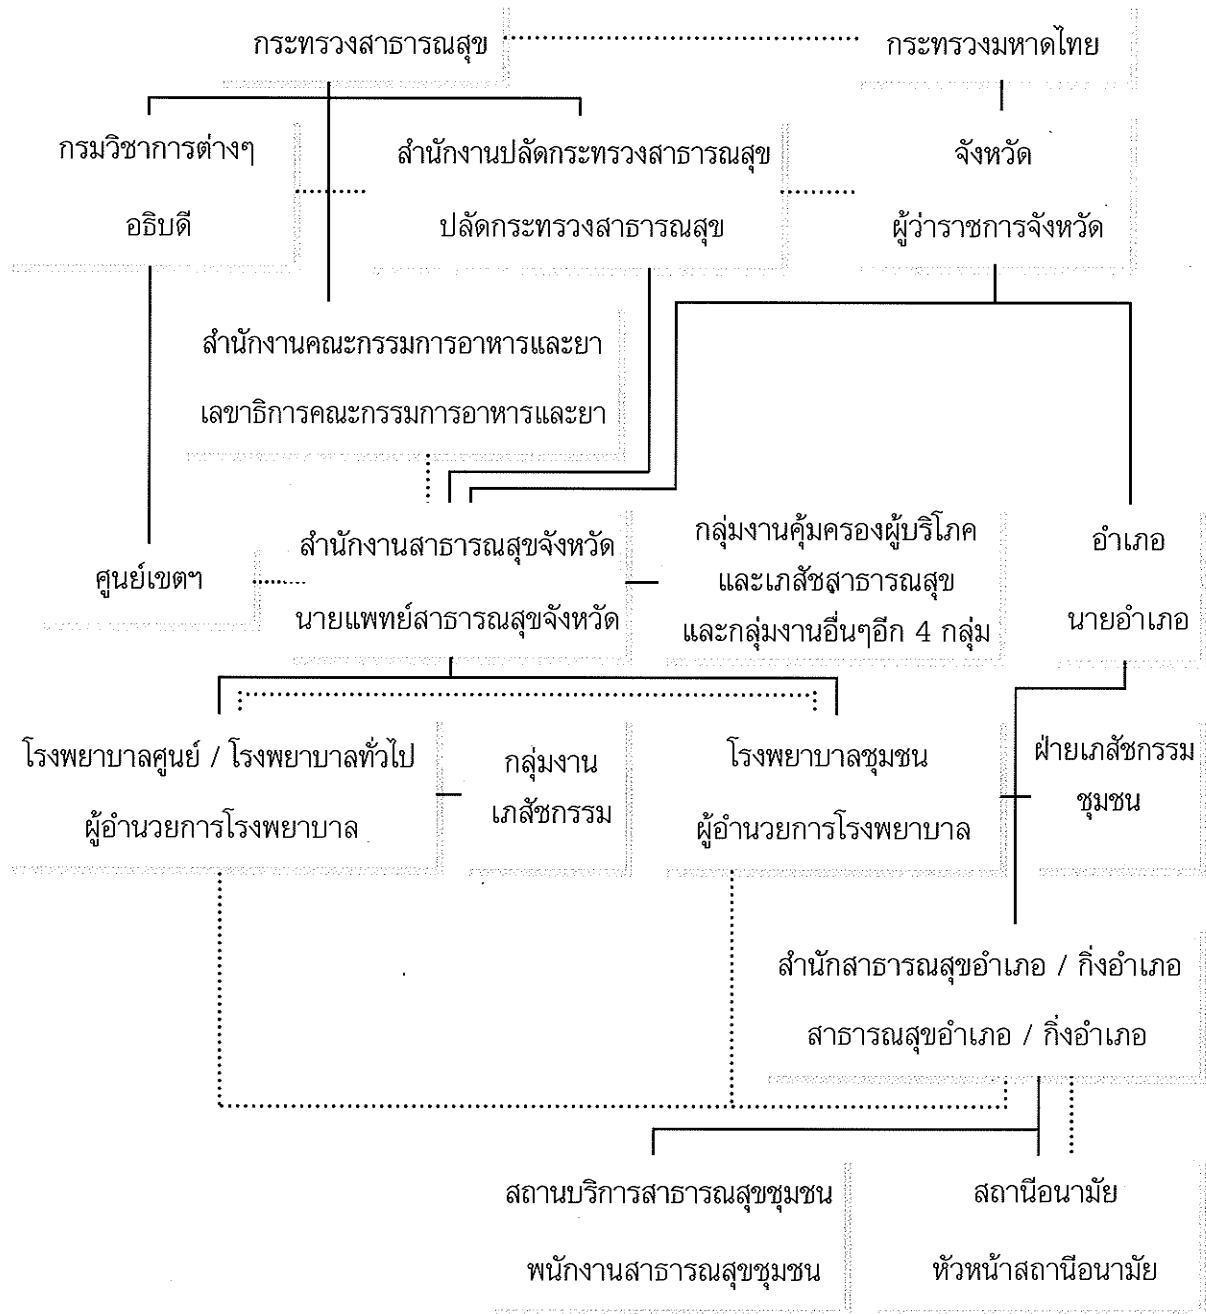 กระทรวงสาธารณสุข
กระทรวงมหาดไทย
กรมวิชาการต่างๆ
อธิบดี
สำนักงานปลัดกระทรวงสาธารณสุข
ปลัดกระทรวงสาธารณสุข
จังหวัด
ผู้ว่าราชการจังหวัด
สำนักงานคณะกรรมการอาหารและยา
เลขาธิการคณะกรรมการอาหารและยา
ศูนย์เขตฯ
สำนักงานสาธารณสุขจังหวัด
นายแพทย์สาธารณสุขจังหวัด
กลุ่มงานคุ้มครองผู้บริโภค
และเภสัชสาธารณสุข
และกลุ่มงานอื่นๆอีก 4 กลุ่ม
อำเภอ
นายอำเภอ
โรงพยาบาลศูนย์ / โรงพยาบาลทั่วไป
ผู้อำนวยการโรงพยาบาล
กลุ่มงาน
เภสัชกรรม
โรงพยาบาลชุมชน
ผู้อำนวยการโรงพยาบาล
ฝ่ายเภสัชกรรม
ชุมชน
สำนักสาธารณสุขอำเภอ / กิ่งอำเภอ
สาธารณสุขอำเภอ / กิ่งอำเภอ
สถานบริการสาธารณสุขชุมชน
พนักงานสาธารณสุขชุมชน
สถานีอนามัย
หัวหน้าสถานีอนามัย